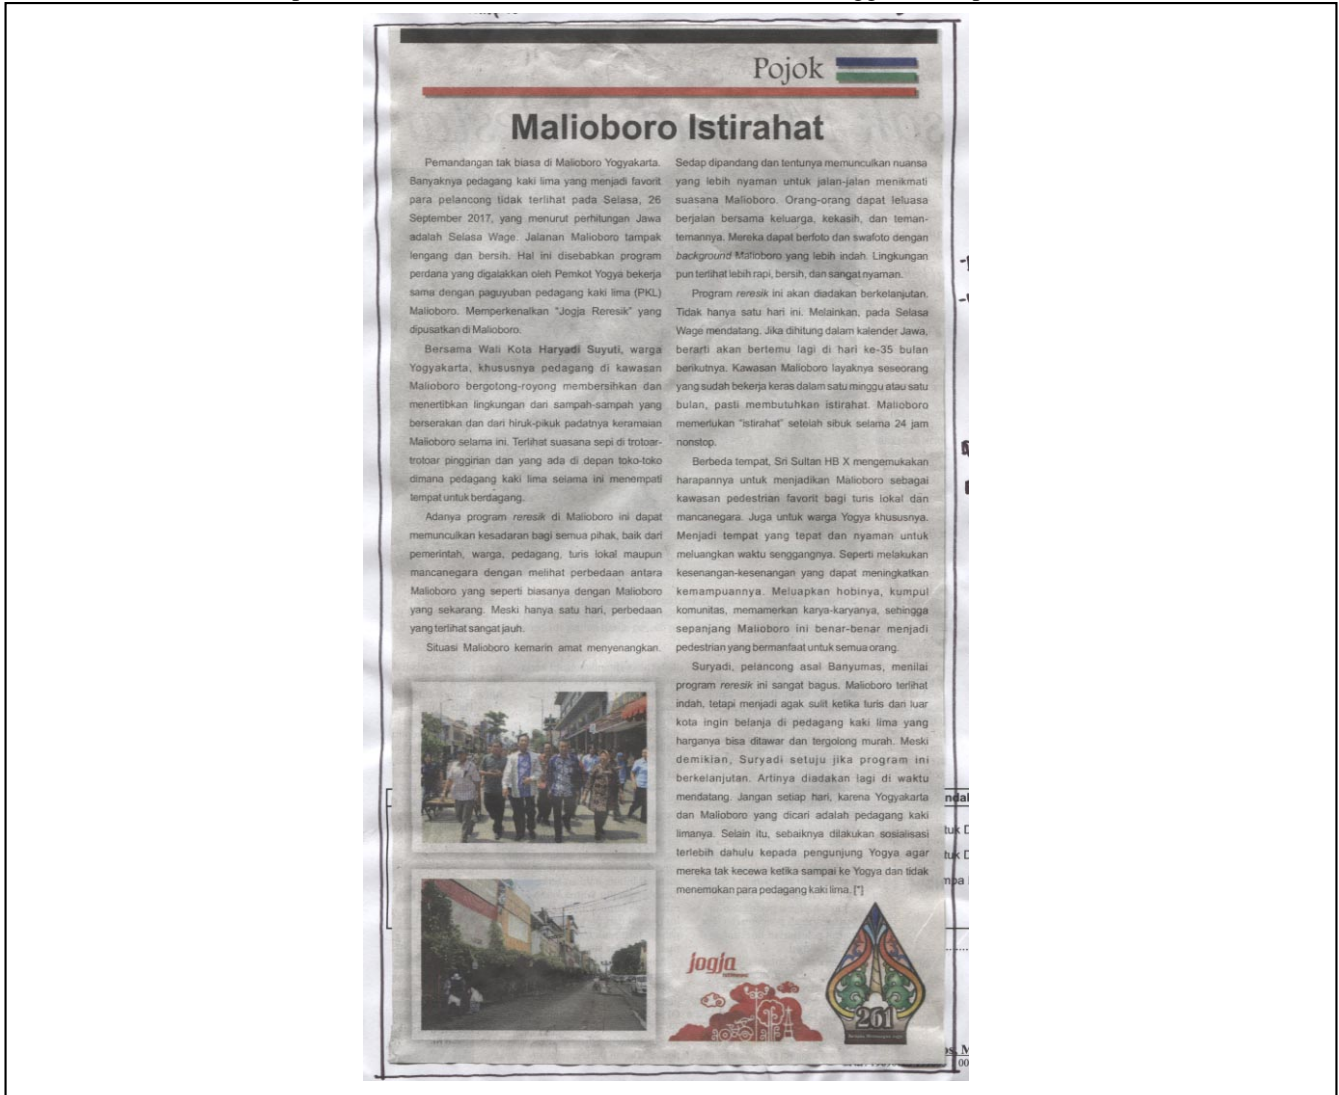 Pojok
Malioboro Istirahat
Pemandangan tak biasa di Malioboro Yogyakarta.
Banyaknya pedagang kaki lima yang menjadi favorit
para pelancong tidak terlihat pada Selasa, 26
September 2017, yang menurut perhitungan Jawa
adalah Selasa Wage. Jalanan Malioboro tampak
lengang dan bersih. Hal ini disebabkan program
perdana yang digalakkan oleh Pemkot Yogya bekerja
sama dengan paguyuban pedagang kaki lima (PKL)
Malioboro. Memperkenalkan "Jogja Reresik" yang
dipusatkan di Malioboro.
Bersama Wali Kota Haryadi Suyuti, warga
Yogyakarta, khususnya pedagang di kawasan
Malioboro bergotong-royong membersihkan dan
menertibkan lingkungan dari sampah-sampah yang
berserakan dan dari hiruk-pikuk padatnya keramaian
Malioboro selama ini. Terlihat suasana sepi di trotoar-
trotoar pinggirian dan yang ada di depan toko-toko
dimana pedagang kaki lima selama ini menempati
tempat untuk berdagang.
Adanya program reresik di Malioboro ini dapat
memunculkan kesadaran bagi semua pihak, baik dari
pemerintah, warga, pedagang, turis lokal maupun
mancanegara dengan melihat perbedaan antara
Malioboro yang seperti biasanya dengan Malioboro
yang sekarang. Meski hanya satu hari, perbedaan
yang terlihat sangat jauh.
Situasi Malioboro kemarin amat menyenangkan.
Sedap dipandang dan tentunya memunculkan nuansa
yang lebih nyaman untuk jalan-jalan menikmati
suasana Malioboro. Orang-orang dapat leluasa
berjalan bersama keluarga, kekasih, dan teman-
temannya. Mereka dapat berfoto dan swafoto dengan
background Malioboro yang lebih indah. Lingkungan
pun terlihat lebih rapi, bersih, dan sangat nyaman.
Program reresik ini akan diadakan berkelanjutan.
Tidak hanya satu hari ini. Melainkan, pada Selasa
Wage mendatang. Jika dihitung dalam kalender Jawa,
berarti akan bertemu lagi di hari ke-35 bulan
berikutnya. Kawasan Malioboro layaknya seseorang
yang sudah bekerja keras dalam satu minggu atau satu
bulan, pasti membutuhkan istirahat. Malioboro
memerlukan "istirahat" setelah sibuk selama 24 jam
nonstop.
Berbeda tempat, Sri Sultan HB X mengemukakan
harapannya untuk menjadikan Malioboro sebagai
kawasan pedestrian favorit bagi turis lokal dan
mancanegara. Juga untuk warga Yogya khususnya.
Menjadi tempat yang tepat dan nyaman untuk
meluangkan waktu senggangnya. Seperti melakukan
kesenangan-kesenangan yang dapat meningkatkan
kemampuannya. Meluapkan hobinya, kumpul
komunitas, memamerkan karya-karyanya, sehingga
sepanjang Malioboro ini benar-benar menjadi
pedestrian yang bermanfaat untuk semua orang.
Suryadi, pelancong asal Banyumas, menilai
program reresik ini sangat bagus. Malioboro terlihat
indah, tetapi menjadi agak sulit ketika turis dari luar
kota ingin belanja di pedagang kaki lima yang
harganya bisa ditawar dan tergolong murah. Meski
demikian, Suryadi setuju jika program ini
berkelanjutan. Artinya diadakan lagi di waktu
mendatang. Jangan setiap hari, karena Yogyakarta
dan Malioboro yang dicari adalah pedagang kaki
limanya. Selain itu, sebaiknya dilakukan sosialisasi
terlebih dahulu kepada pengunjung Yogya agar
mereka tak kecewa ketika sampai ke Yogya dan tidak
menemukan para pedagang kaki lima. [*]
jogja
261